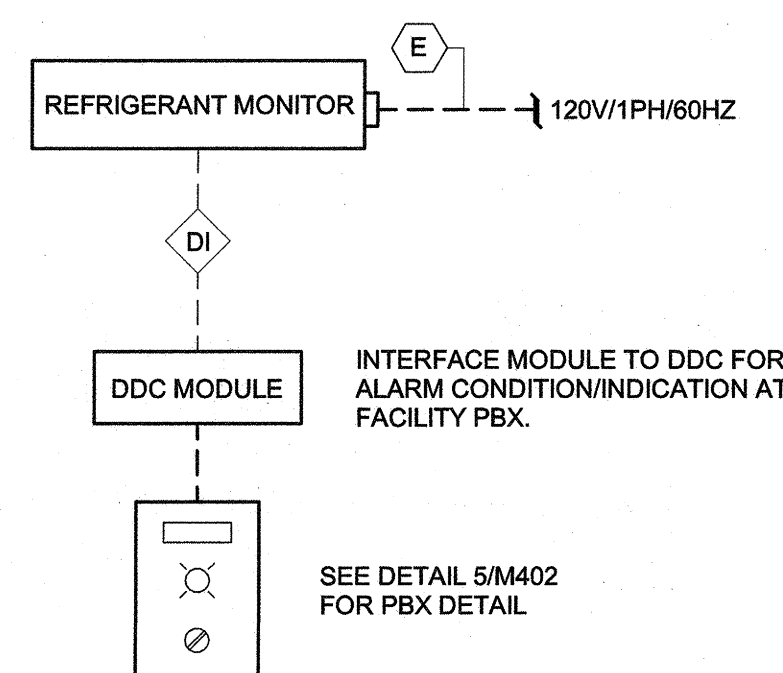 E
REFRIGERANT MONITOR
120V/1PH/60HZ
DI
DDC MODULE
INTERFACE MODULE TO DDC FOR
ALARM CONDITION/INDICATION AT
FACILITY PBX.
SEE DETAIL 5/M402
FOR PBX DETAIL